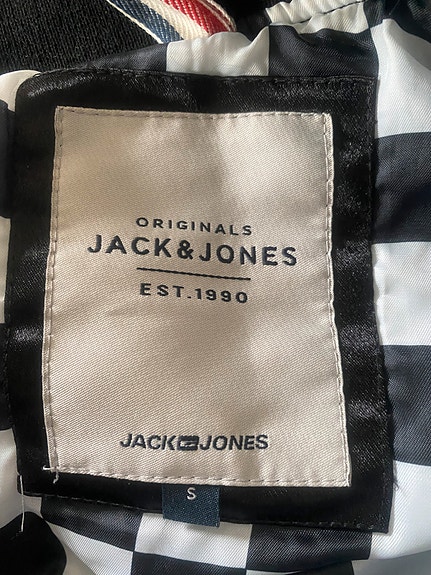 ORIGINALS
JACK&JONES
EST.1990
JACK JONES
S